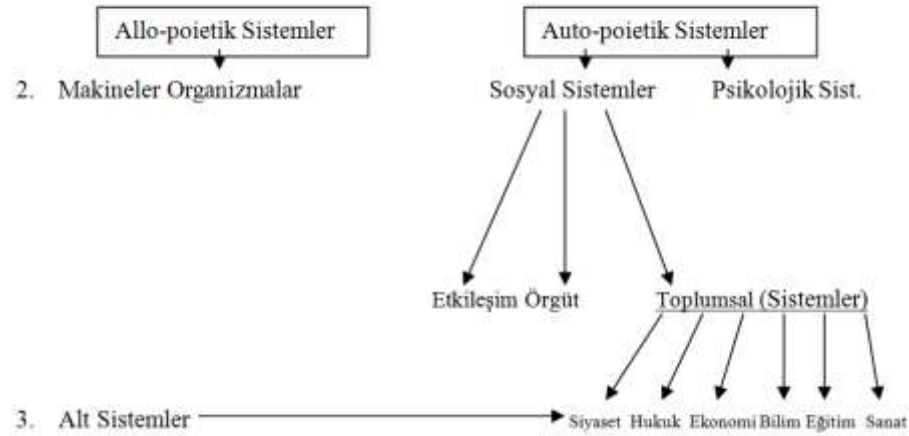 Allo-poietik Sistemler Auto-poietik Sistemler
2. Makineler Organizmalar Sosyal Sistemler Psikolojik Sist.
Etkileşim Örgüt Toplumsal (Sistemler)
3. Alt Sistemler Siyaset Hukuk Ekonomi Bilim Eğitim Sanat